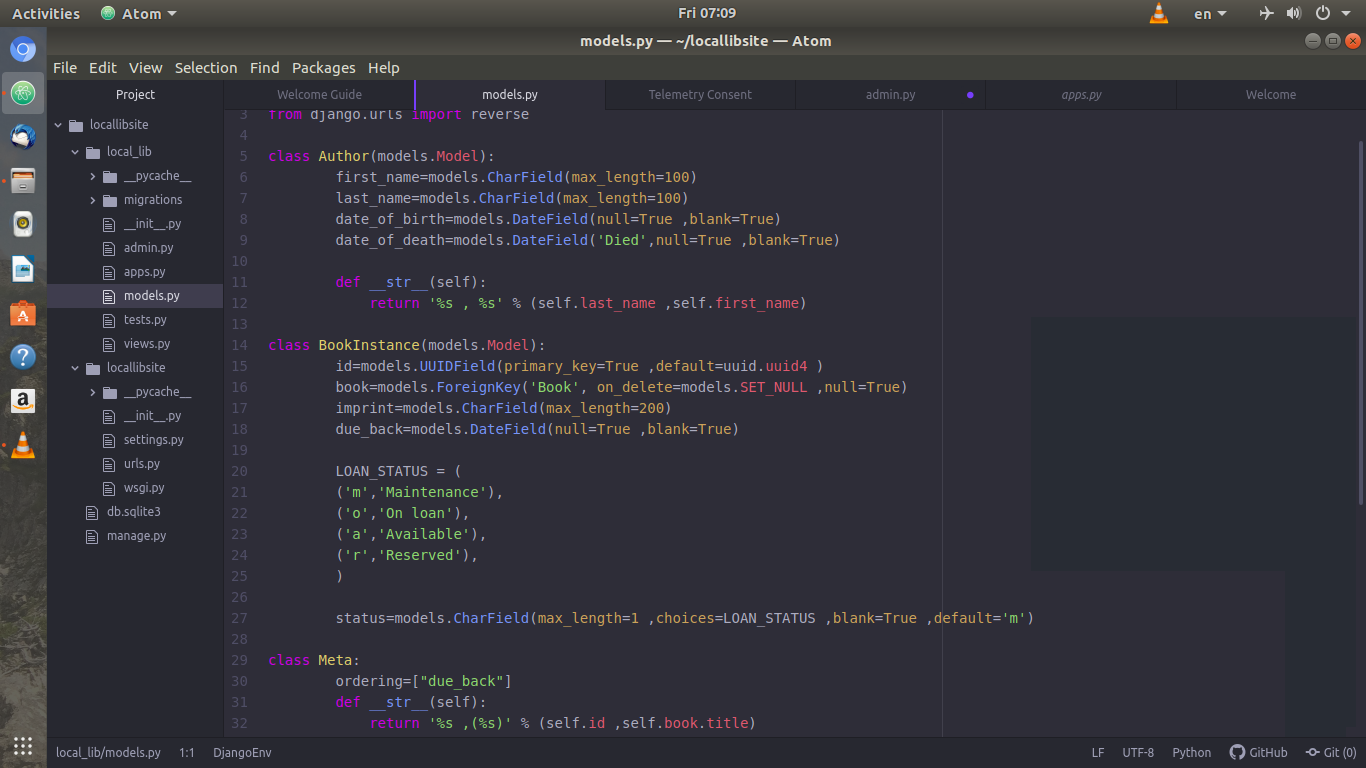 Activities Atom Fri 07:09 en
models.py — ~/locallibsite — Atom
File Edit View Selection Find Packages Help
Project Welcome Guide models.py Telemetry Consent admin.py apps.py Welcome
locallibsite
local_lib
__pycache__
migrations
__init__.py
admin.py
apps.py
models.py
tests.py
views.py
locallibsite
__pycache__
__init__.py
settings.py
urls.py
wsgi.py
db.sqlite3
manage.py
3 from django.urls import reverse
4
5 class Author(models.Model):
6 first_name=models.CharField(max_length=100)
7 last_name=models.CharField(max_length=100)
8 date_of_birth=models.DateField(null=True ,blank=True)
9 date_of_death=models.DateField('Died',null=True ,blank=True)
10
11 def __str__(self):
12 return '%s , %s' % (self.last_name ,self.first_name)
13
14 class BookInstance(models.Model):
15 id=models.UUIDField(primary_key=True ,default=uuid.uuid4 )
16 book=models.ForeignKey('Book', on_delete=models.SET_NULL ,null=True)
17 imprint=models.CharField(max_length=200)
18 due_back=models.DateField(null=True ,blank=True)
19
20 LOAN_STATUS = (
21 ('m','Maintenance'),
22 ('o','On loan'),
23 ('a','Available'),
24 ('r','Reserved'),
25 )
26
27 status=models.CharField(max_length=1 ,choices=LOAN_STATUS ,blank=True ,default='m')
28
29 class Meta:
30 ordering=["due_back"]
31 def __str__(self):
32 return '%s ,(%s)' % (self.id ,self.book.title)
local_lib/models.py 1:1 DjangoEnv LF UTF-8 Python GitHub Git (0)